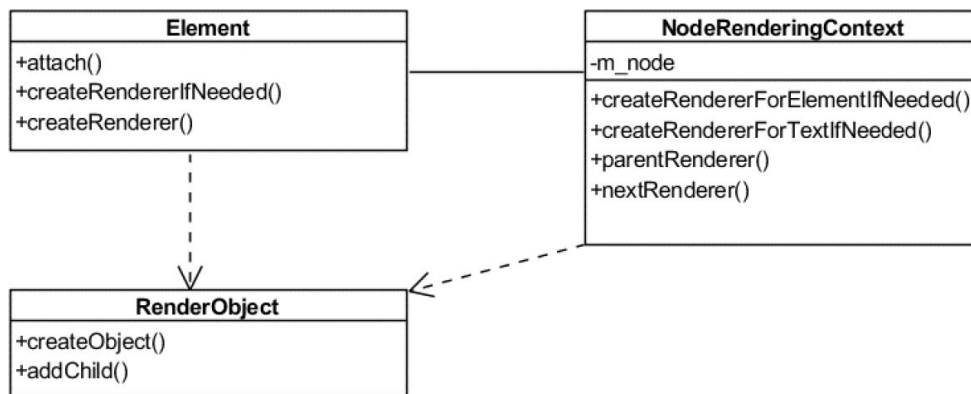 Element
+attach()
+createRendererIfNeeded()
+createRenderer()
NodeRenderingContext
-m_node
+createRendererForElementIfNeeded()
+createRendererForTextIfNeeded()
+parentRenderer()
+nextRenderer()
RenderObject
+createObject()
+addChild()